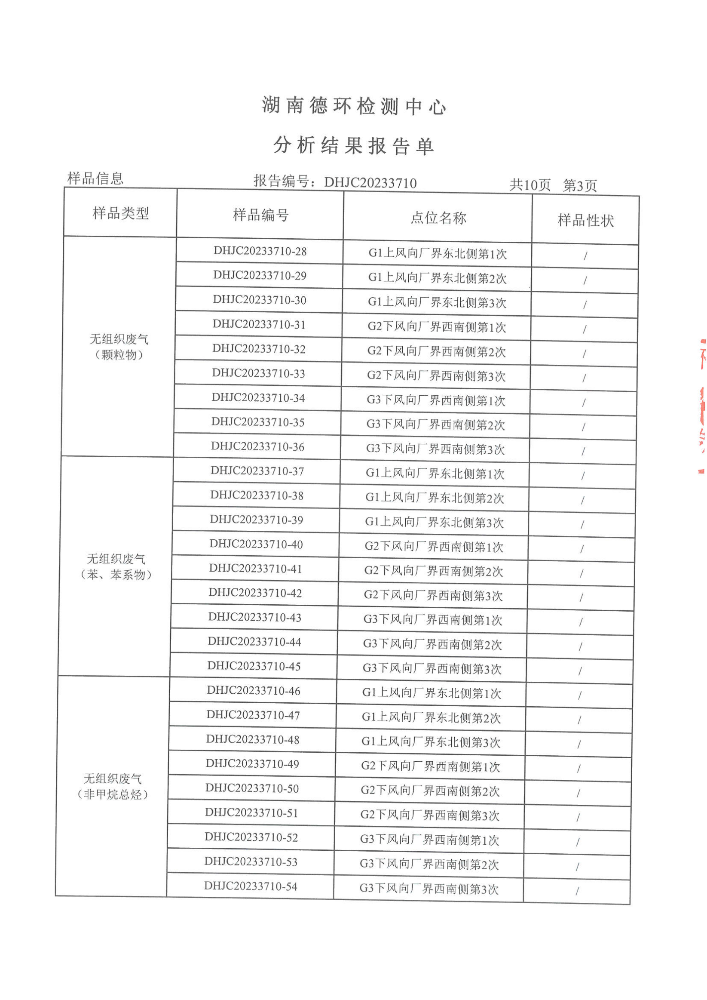 湖南德环检测中心
分析结果报告单
样品信息 报告编号：DHJC20233710 共10页 第3页
样品类型 样品编号 点位名称 样品性状
无组织废气
（颗粒物）
DHJC20233710-28 G1上风向厂界东北侧第1次 /
DHJC20233710-29 G1上风向厂界东北侧第2次 /
DHJC20233710-30 G1上风向厂界东北侧第3次 /
DHJC20233710-31 G2下风向厂界西南侧第1次 /
DHJC20233710-32 G2下风向厂界西南侧第2次 /
DHJC20233710-33 G2下风向厂界西南侧第3次 /
DHJC20233710-34 G3下风向厂界西南侧第1次 /
DHJC20233710-35 G3下风向厂界西南侧第2次 /
DHJC20233710-36 G3下风向厂界西南侧第3次 /
无组织废气
（苯、苯系物）
DHJC20233710-37 G1上风向厂界东北侧第1次 /
DHJC20233710-38 G1上风向厂界东北侧第2次 /
DHJC20233710-39 G1上风向厂界东北侧第3次 /
DHJC20233710-40 G2下风向厂界西南侧第1次 /
DHJC20233710-41 G2下风向厂界西南侧第2次 /
DHJC20233710-42 G2下风向厂界西南侧第3次 /
DHJC20233710-43 G3下风向厂界西南侧第1次 /
DHJC20233710-44 G3下风向厂界西南侧第2次 /
DHJC20233710-45 G3下风向厂界西南侧第3次 /
无组织废气
（非甲烷总烃）
DHJC20233710-46 G1上风向厂界东北侧第1次 /
DHJC20233710-47 G1上风向厂界东北侧第2次 /
DHJC20233710-48 G1上风向厂界东北侧第3次 /
DHJC20233710-49 G2下风向厂界西南侧第1次 /
DHJC20233710-50 G2下风向厂界西南侧第2次 /
DHJC20233710-51 G2下风向厂界西南侧第3次 /
DHJC20233710-52 G3下风向厂界西南侧第1次 /
DHJC20233710-53 G3下风向厂界西南侧第2次 /
DHJC20233710-54 G3下风向厂界西南侧第3次 /